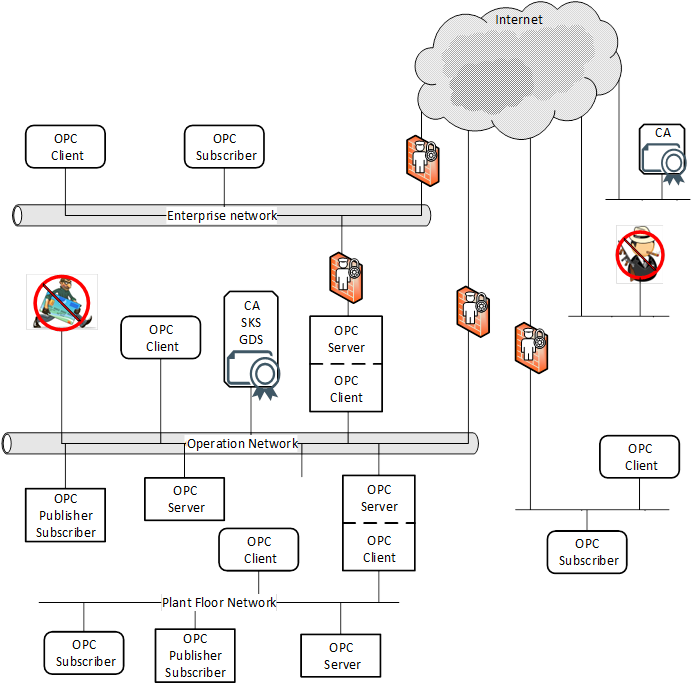 Internet
CA
OPC
Client
OPC
Subscriber
Enterprise network
CA
SKS
GDS
OPC
Client
OPC
Server
OPC
Client
Operation Network
OPC
Client
OPC
Publisher
Subscriber
OPC
Server
OPC
Server
OPC
Client
OPC
Client
OPC
Subscriber
Plant Floor Network
OPC
Subscriber
OPC
Publisher
Subscriber
OPC
Server